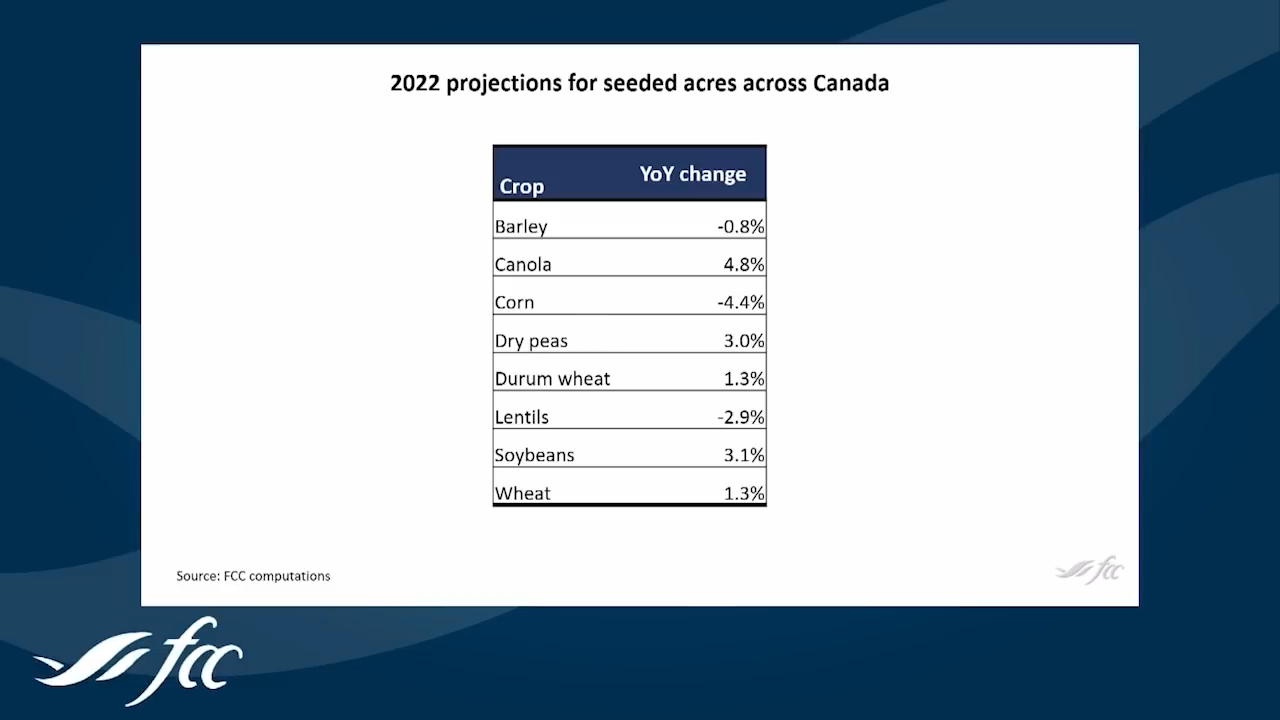 2022 projections for seeded acres across Canada
Crop YoY change
Barley -0.8%
Canola 4.8%
Corn -4.4%
Dry peas 3.0%
Durum wheat 1.3%
Lentils -2.9%
Soybeans 3.1%
Wheat 1.3%
Source: FCC computations
fcc
fcc